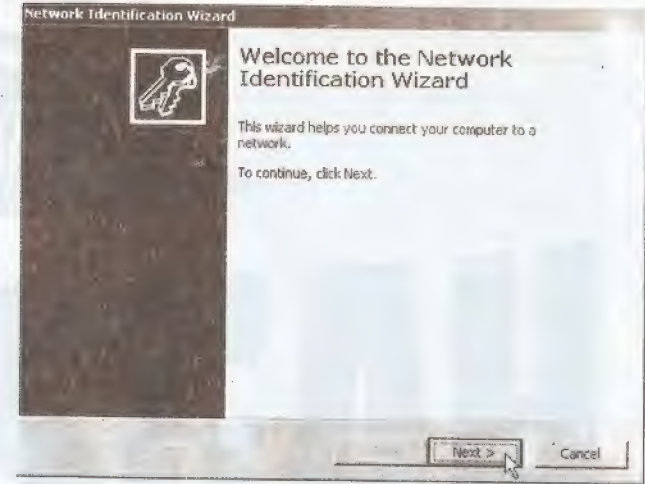 Network Identification Wizard
Welcome to the Network
Identification Wizard
This wizard helps you connect your computer to a
network.
To continue, click Next.
Next >
Cancel